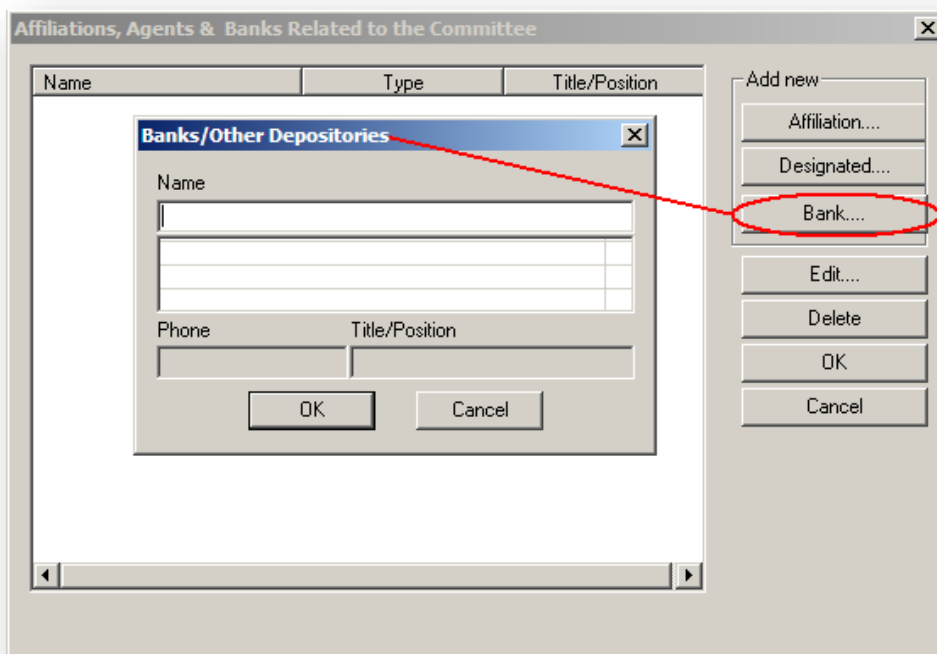 Affiliations, Agents & Banks Related to the Committee
Name Type Title/Position
Add new
Affiliation....
Designated....
Bank....
Edit....
Delete
OK
Cancel
Banks/Other Depositories
Name
Phone Title/Position
OK Cancel